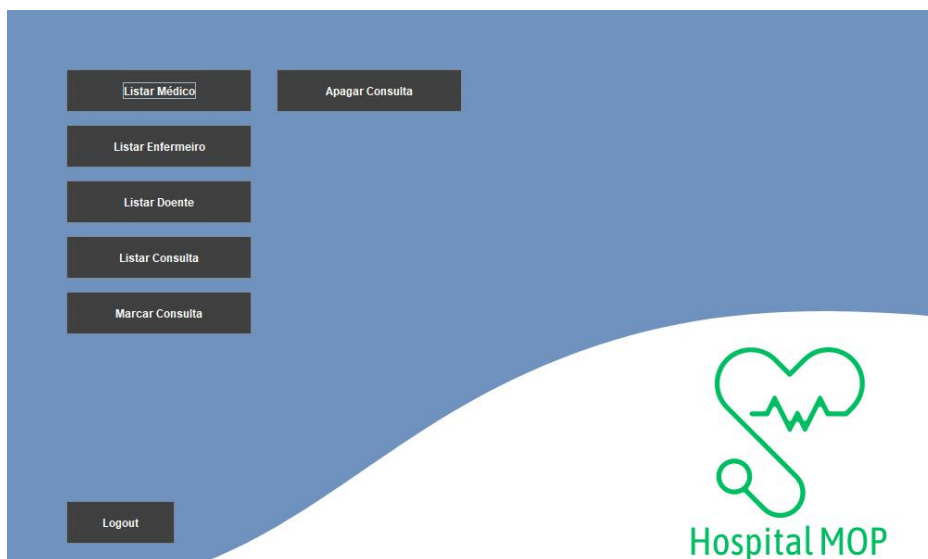 Listar Médico
Apagar Consulta
Listar Enfermeiro
Listar Doente
Listar Consulta
Marcar Consulta
Logout
Hospital MOP